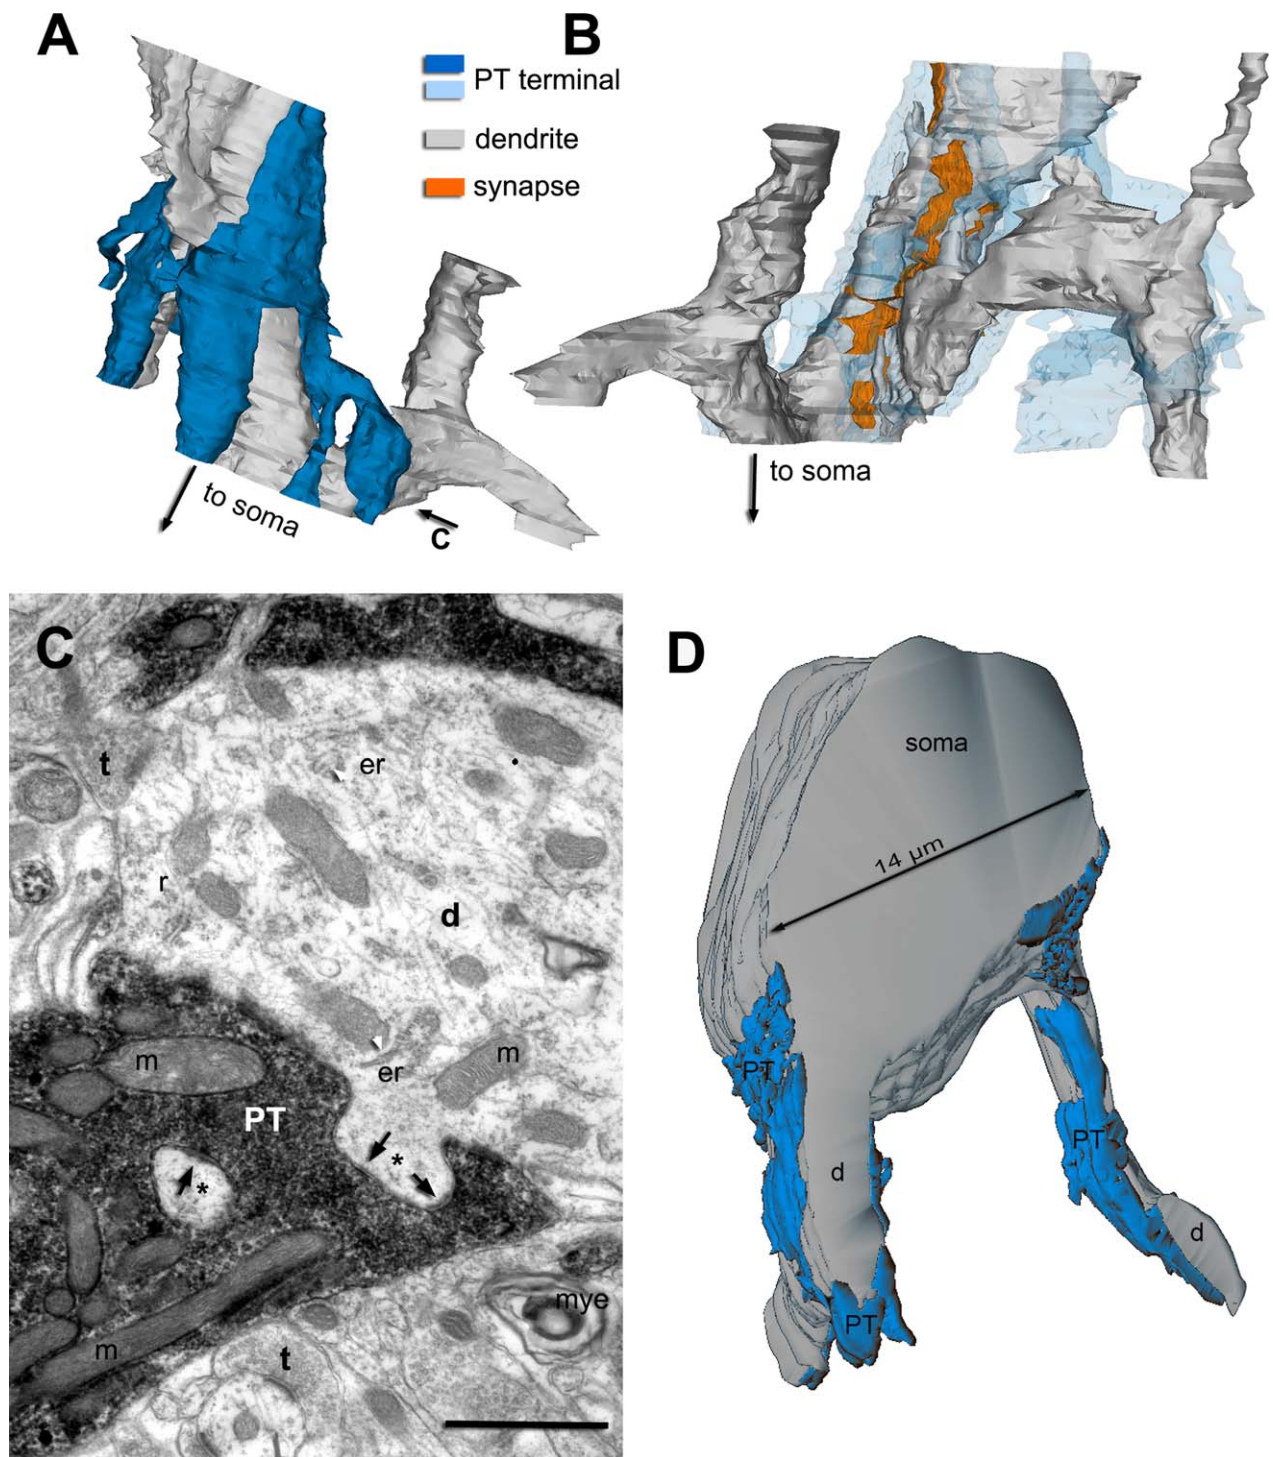 A
B
PT terminal
dendrite
synapse
to soma
C
to soma
C
t
er
r
d
m
er
m
PT
*
*
mye
m
t
D
soma
14 µm
PT
PT
d
d
PT